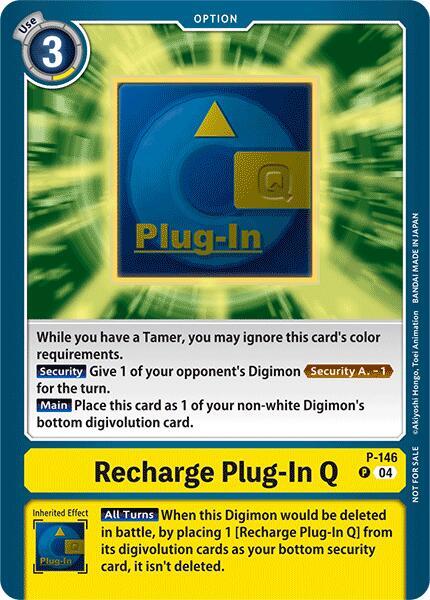 OPTION
Use
3
Plug-In
Q
While you have a Tamer, you may ignore this card's color
requirements.
Security Give 1 of your opponent's Digimon Security A. -1
for the turn.
Main Place this card as 1 of your non-white Digimon's
bottom digivolution card.
©Akiyoshi Hongo, Toei Animation BANDAI MADE IN JAPAN
NOT FOR SALE
P-146
Recharge Plug-In Q
P 04
Inherited Effect
Q
Plug-In
All Turns When this Digimon would be deleted
in battle, by placing 1 [Recharge Plug-In Q] from
its digivolution cards as your bottom security
card, it isn't deleted.